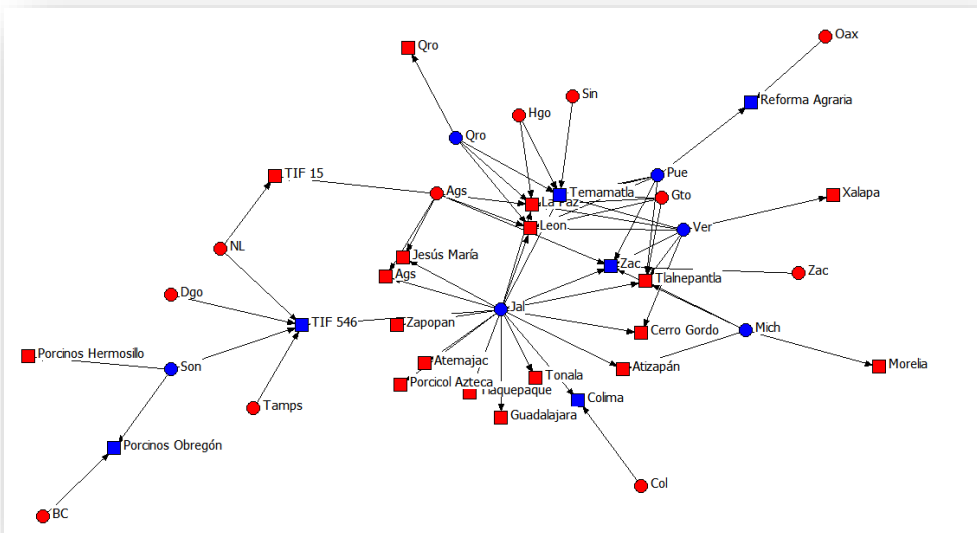 Oax
Qro
Sin
Reforma Agraria
Hgo
Qro
TIF 15
Pue
Ags
Temamatla
Gto
Xalapa
La Paz
Leon
Ver
NL
Jesús María
Zac
Zac
Ags
Tlalnepantla
Dgo
Jal
TIF 546
Zapopan
Cerro Gordo
Mich
Porcinos Hermosilo
Atemajac
Son
Atizapán
Morelia
Tonala
Porcicol Azteca
Tlaquepaque
Colima
Tamps
Guadalajara
Porcinos Obregón
Col
BC